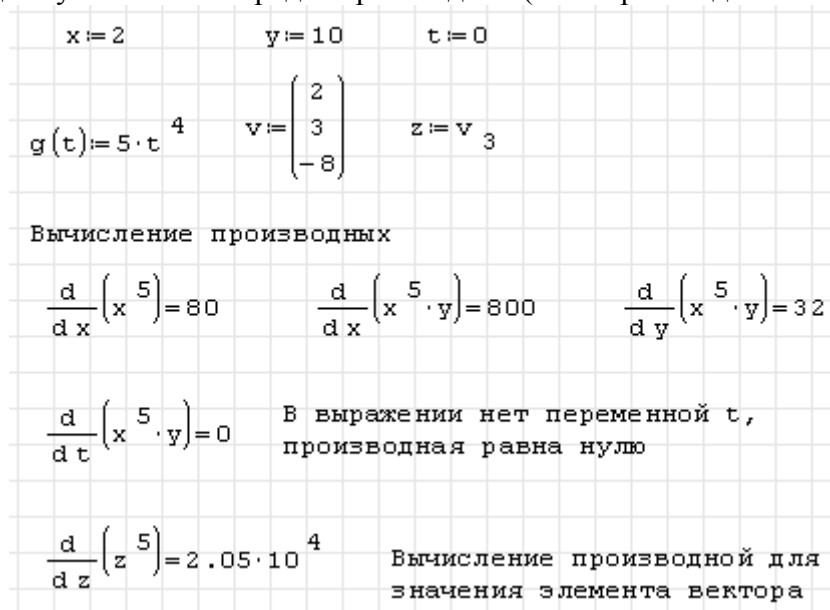 x:=2 y:=10 t:=0
g(t):=5·t^4 v:=(2 3 -8) z:=v_3
Вычисление производных
d/dx(x^5)=80 d/dx(x^5·y)=800 d/dy(x^5·y)=32
d/dt(x^5·y)=0 В выражении нет переменной t,
производная равна нулю
d/dz(z^5)=2.05·10^4 Вычисление производной для
значения элемента вектора